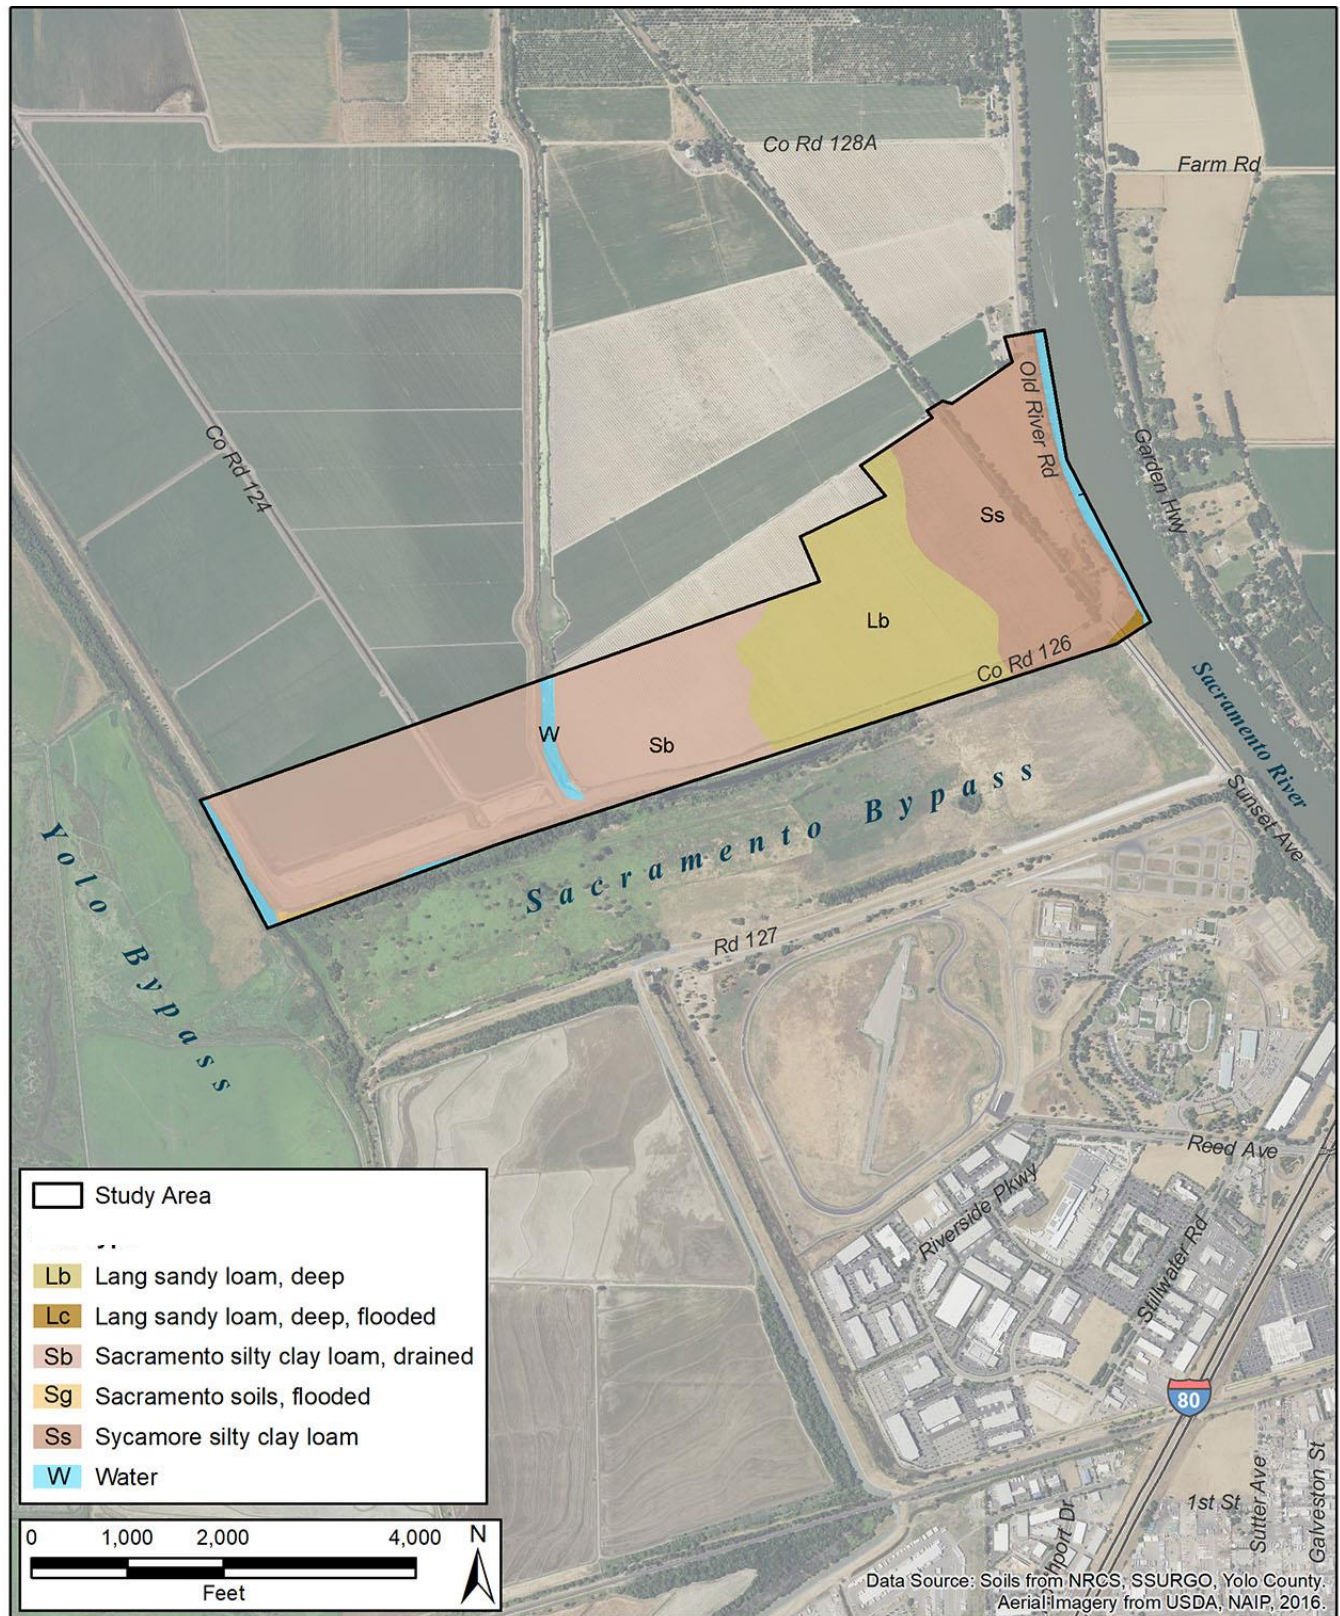 Co Rd 128A
Farm Rd
Old River Rd
Garden Hwy
Co Rd 124
Ss
Lb
Co Rd 126
W
Sb
Sacramento River
Sunset Ave
Sacramento Bypass
Yolo Bypass
Rd 127
Reed Ave
Riverside Pkwy
Stillwater Rd
80
1st St
Sutter Ave
Galveston St
Study Area
Lb Lang sandy loam, deep
Lc Lang sandy loam, deep, flooded
Sb Sacramento silty clay loam, drained
Sg Sacramento soils, flooded
Ss Sycamore silty clay loam
W Water
0 1,000 2,000 4,000
Feet
N
Data Source: Soils from NRCS, SSURGO, Yolo County.
Aerial Imagery from USDA, NAIP, 2016.